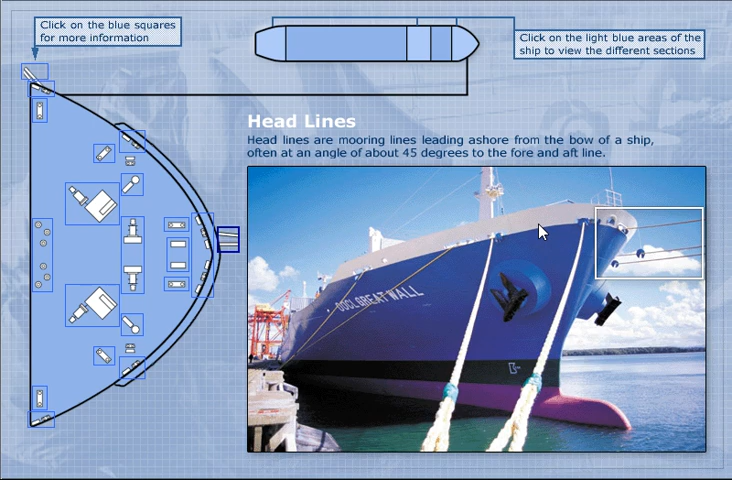 Click on the blue squares
for more information
Click on the light blue areas of the
ship to view the different sections
Head Lines
Head lines are mooring lines leading ashore from the bow of a ship,
often at an angle of about 45 degrees to the fore and aft line.
OOCL GREAT WALL